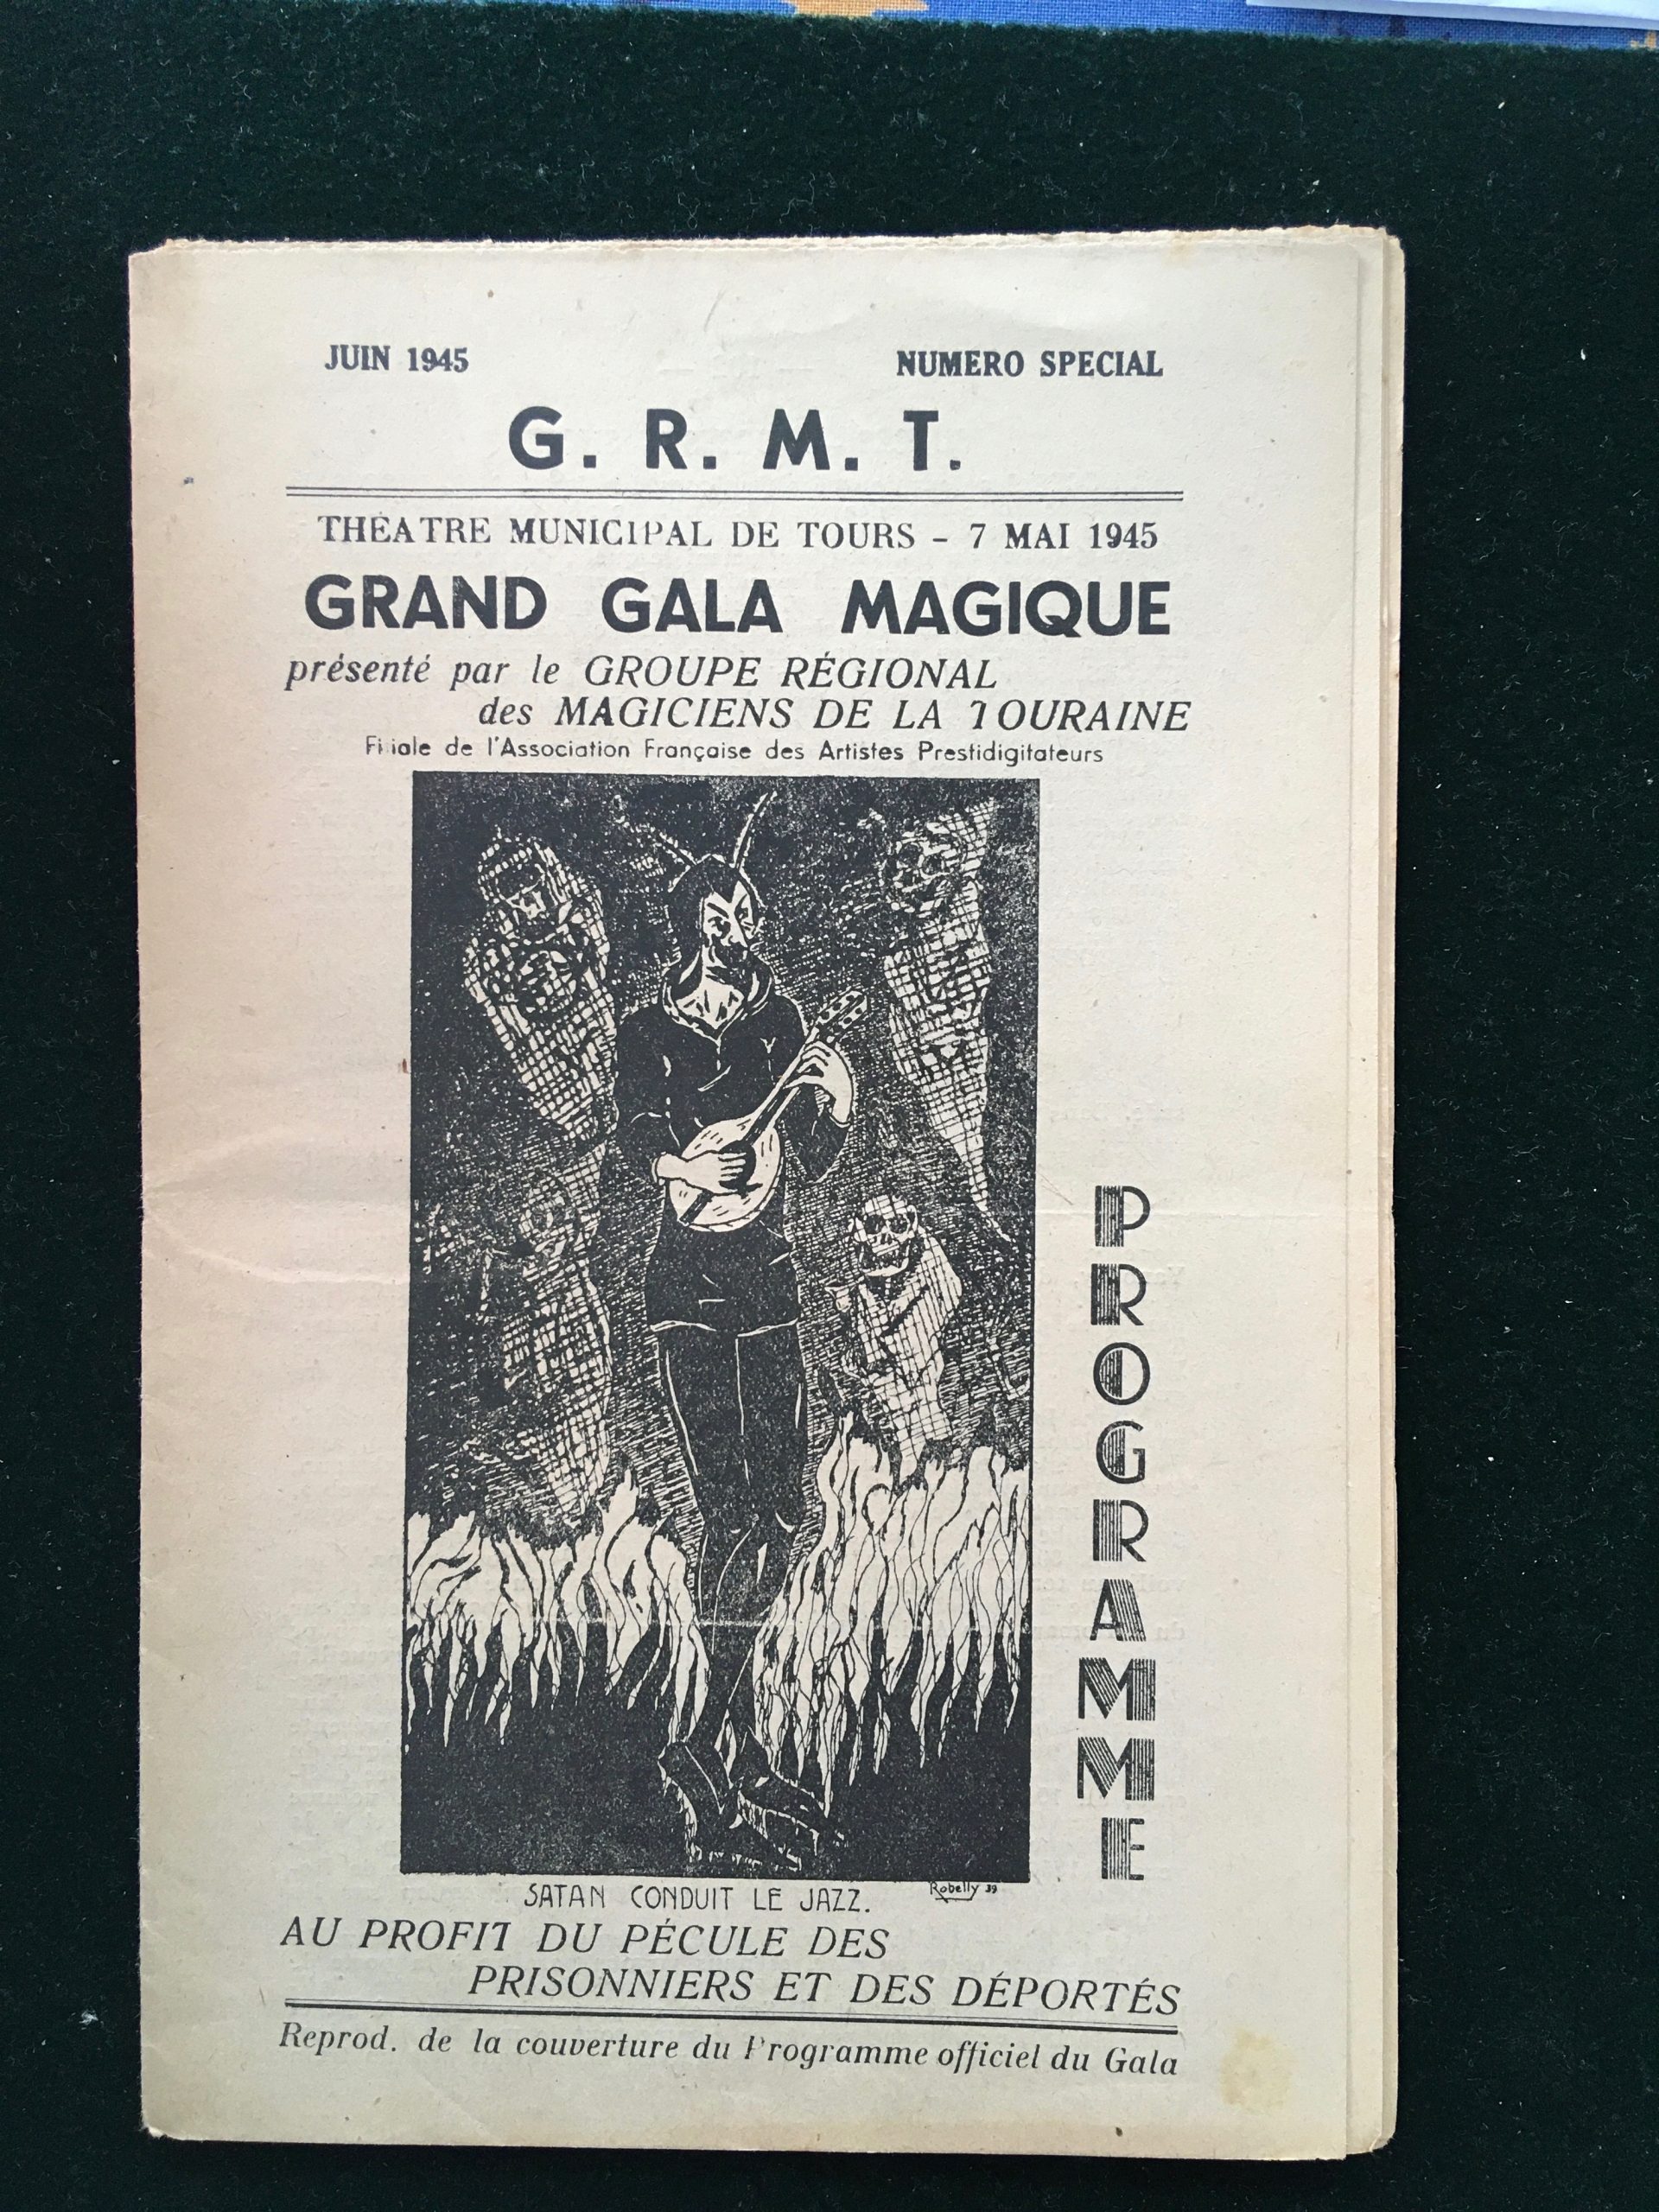 JUIN 1945 NUMERO SPECIAL
G. R. M. T.
THÉATRE MUNICIPAL DE TOURS - 7 MAI 1945
GRAND GALA MAGIQUE
présenté par le GROUPE RÉGIONAL
des MAGICIENS DE LA TOURAINE
Filiale de l'Association Française des Artistes Prestidigitateurs
PROGRAMME
Robelly 39
SATAN CONDUIT LE JAZZ.
AU PROFIT DU PÉCULE DES
PRISONNIERS ET DES DÉPORTÉS
Reprod. de la couverture du Programme officiel du Gala